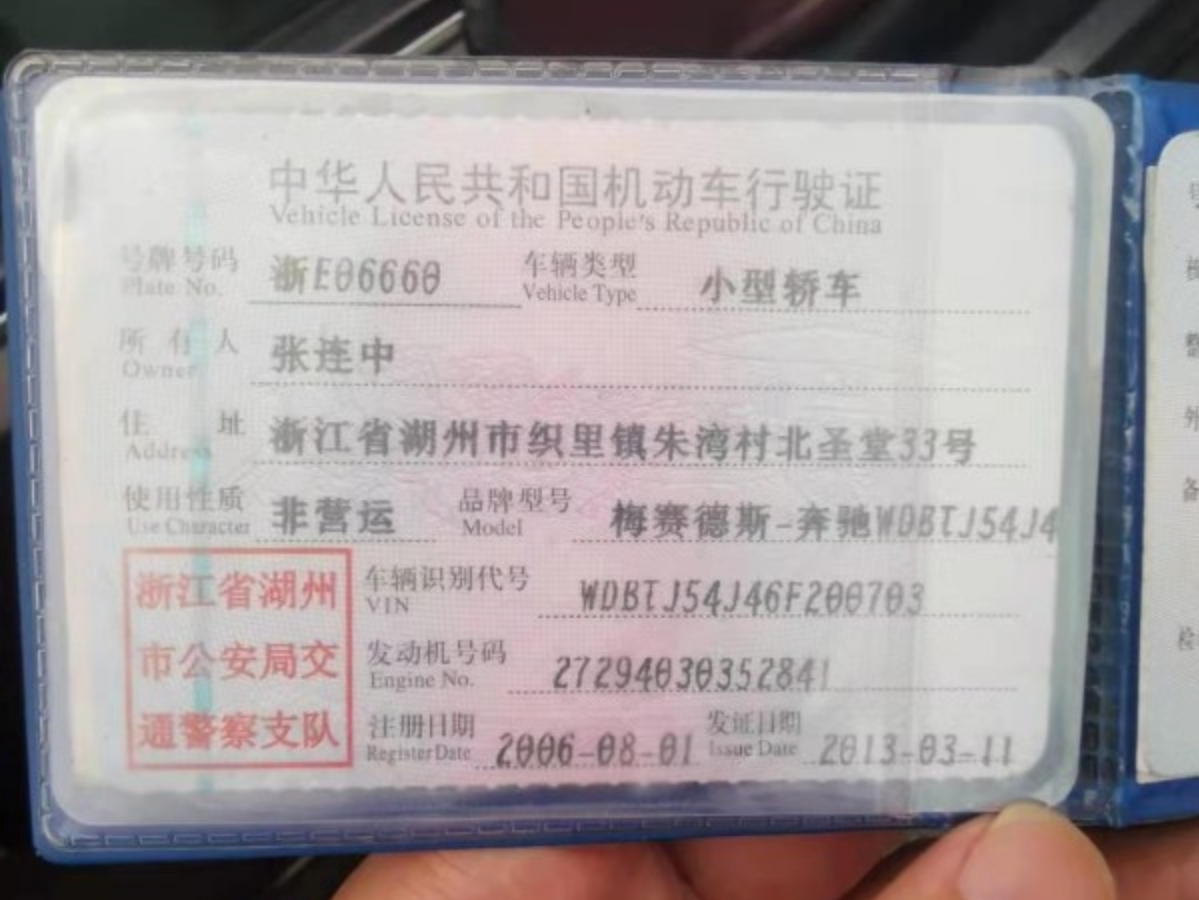 中华人民共和国机动车行驶证
Vehicle License of the People's Republic of China
号牌号码 浙E06660 车辆类型 小型轿车
Plate No. Vehicle Type
所有人 张连中
Owner
住址 浙江省湖州市织里镇朱湾村北圣堂33号
Address
使用性质 非营运 品牌型号 梅赛德斯-奔驰WDBTJ54J4
Use Character Model
浙江省湖州
市公安局交
通警察支队
车辆识别代号 WDBTJ54J46F200703
VIN
发动机号码 27294030352841
Engine No.
注册日期 2006-08-01 发证日期 2013-03-11
Register Date Issue Date